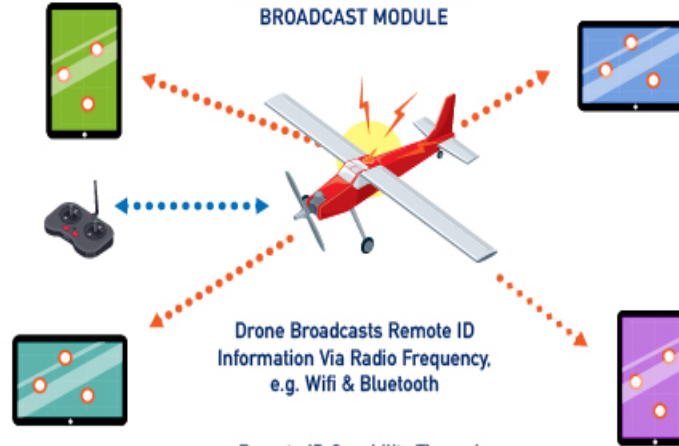 BROADCAST MODULE
Drone Broadcasts Remote ID
Information Via Radio Frequency,
e.g. Wifi & Bluetooth